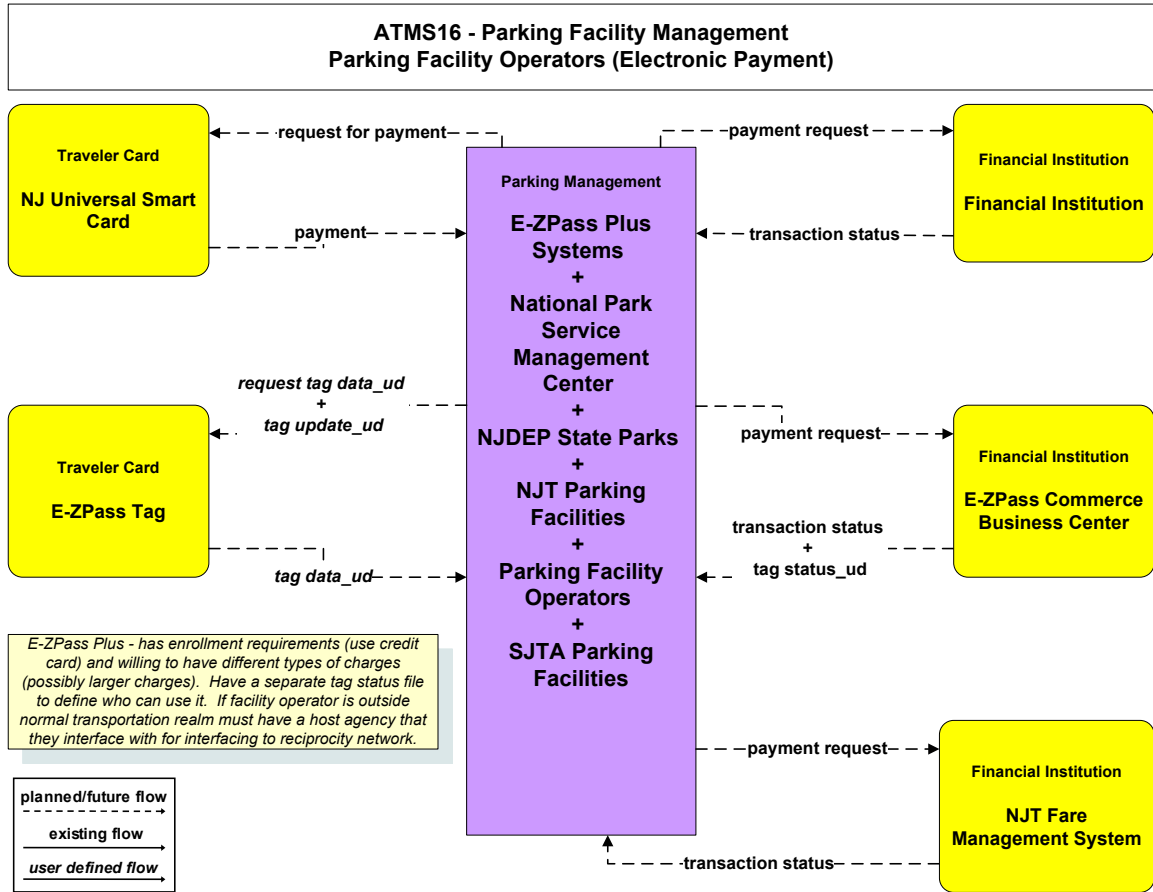 ATMS16 - Parking Facility Management
Parking Facility Operators (Electronic Payment)
Traveler Card
NJ Universal Smart
Card
request for payment
payment
Parking Management
E-ZPass Plus
Systems
+
National Park
Service
Management
Center
+
NJDEP State Parks
+
NJT Parking
Facilities
+
Parking Facility
Operators
+
SJTA Parking
Facilities
payment request
transaction status
Financial Institution
Financial Institution
request tag data_ud
+
tag update_ud
Traveler Card
E-ZPass Tag
tag data_ud
payment request
transaction status
+
tag status_ud
Financial Institution
E-ZPass Commerce
Business Center
E-ZPass Plus - has enrollment requirements (use credit
card) and willing to have different types of charges
(possibly larger charges). Have a separate tag status file
to define who can use it. If facility operator is outside
normal transportation realm must have a host agency that
they interface with for interfacing to reciprocity network.
payment request
transaction status
Financial Institution
NJT Fare
Management System
planned/future flow
existing flow
user defined flow